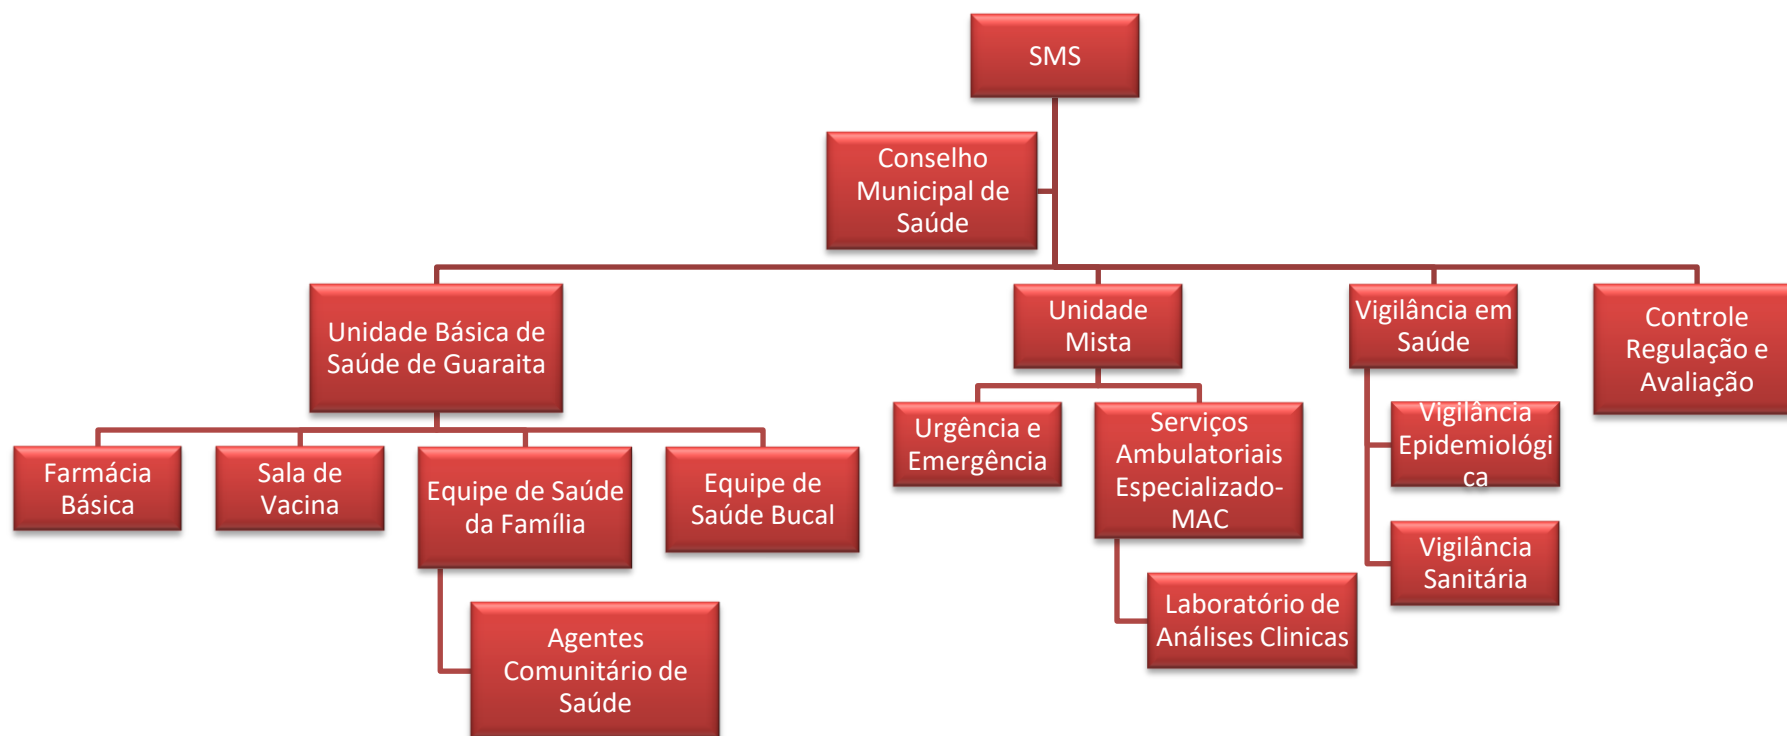 SMS
Conselho
Municipal de
Saúde
Unidade Básica de
Saúde de Guaraita
Unidade
Mista
Vigilância em
Saúde
Controle
Regulação e
Avaliação
Farmácia
Básica
Sala de
Vacina
Equipe de Saúde
da Família
Equipe de
Saúde Bucal
Urgência e
Emergência
Serviços
Ambulatoriais
Especializado-
MAC
Vigilância
Epidemiológi
ca
Vigilância
Sanitária
Agentes
Comunitário de
Saúde
Laboratório de
Análises Clinicas